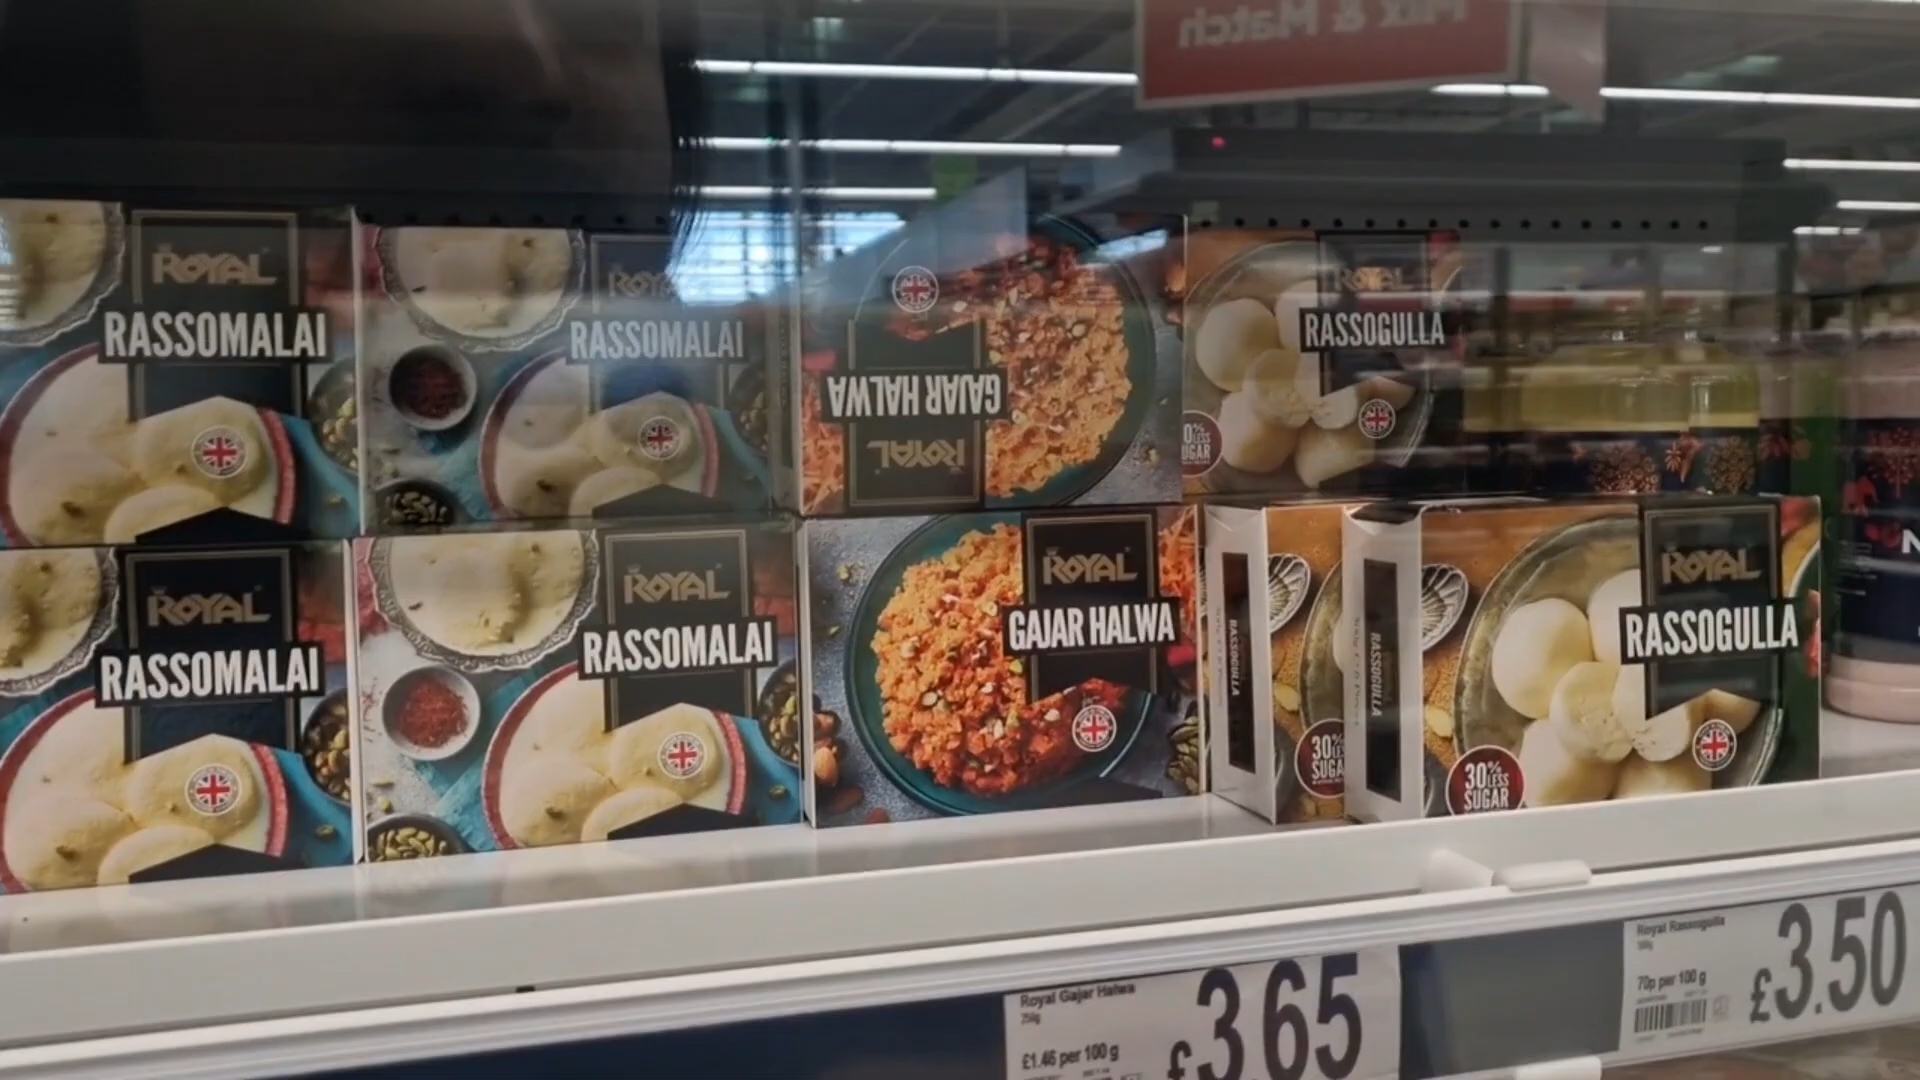 Mix & Match
ROYAL
RASSOMALAI
ROYAL
RASSOMALAI
GAJAR HALWA
ROYAL
ROYAL
RASSOGULLA
0%
LESS
SUGAR
ROYAL
RASSOMALAI
ROYAL
RASSOMALAI
ROYAL
GAJAR HALWA
RASSOGULLA
30%
LESS
SUGAR
RASSOGULLA
ROYAL
RASSOGULLA
30%
LESS
SUGAR
N
Royal Gajar Halwa
250g
£1.46 per 100 g
£3.65
Royal Rassogulla
500g
70p per 100 g
£3.50